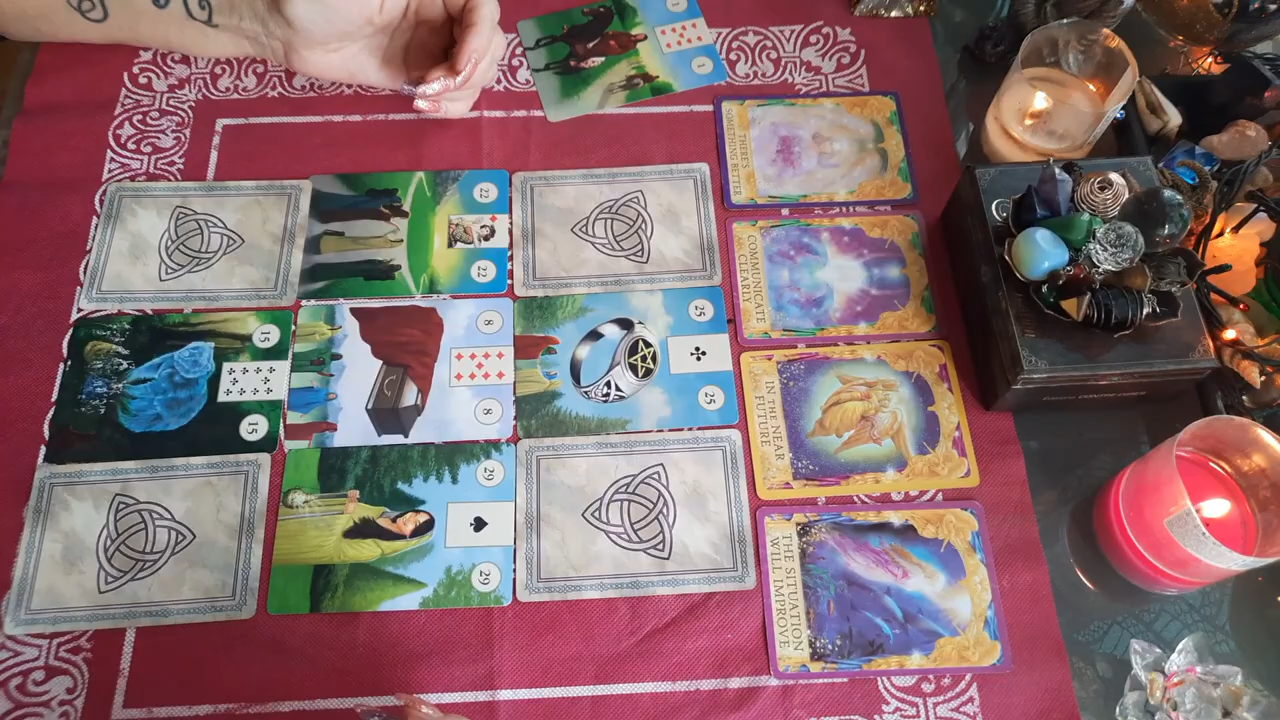 1
1
THERE'S
SOMETHING BETTER
22
22
COMMUNICATE
CLEARLY
15
15
8
8
25
25
IN THE NEAR
FUTURE
29
29
THE SITUATION
WILL IMPROVE